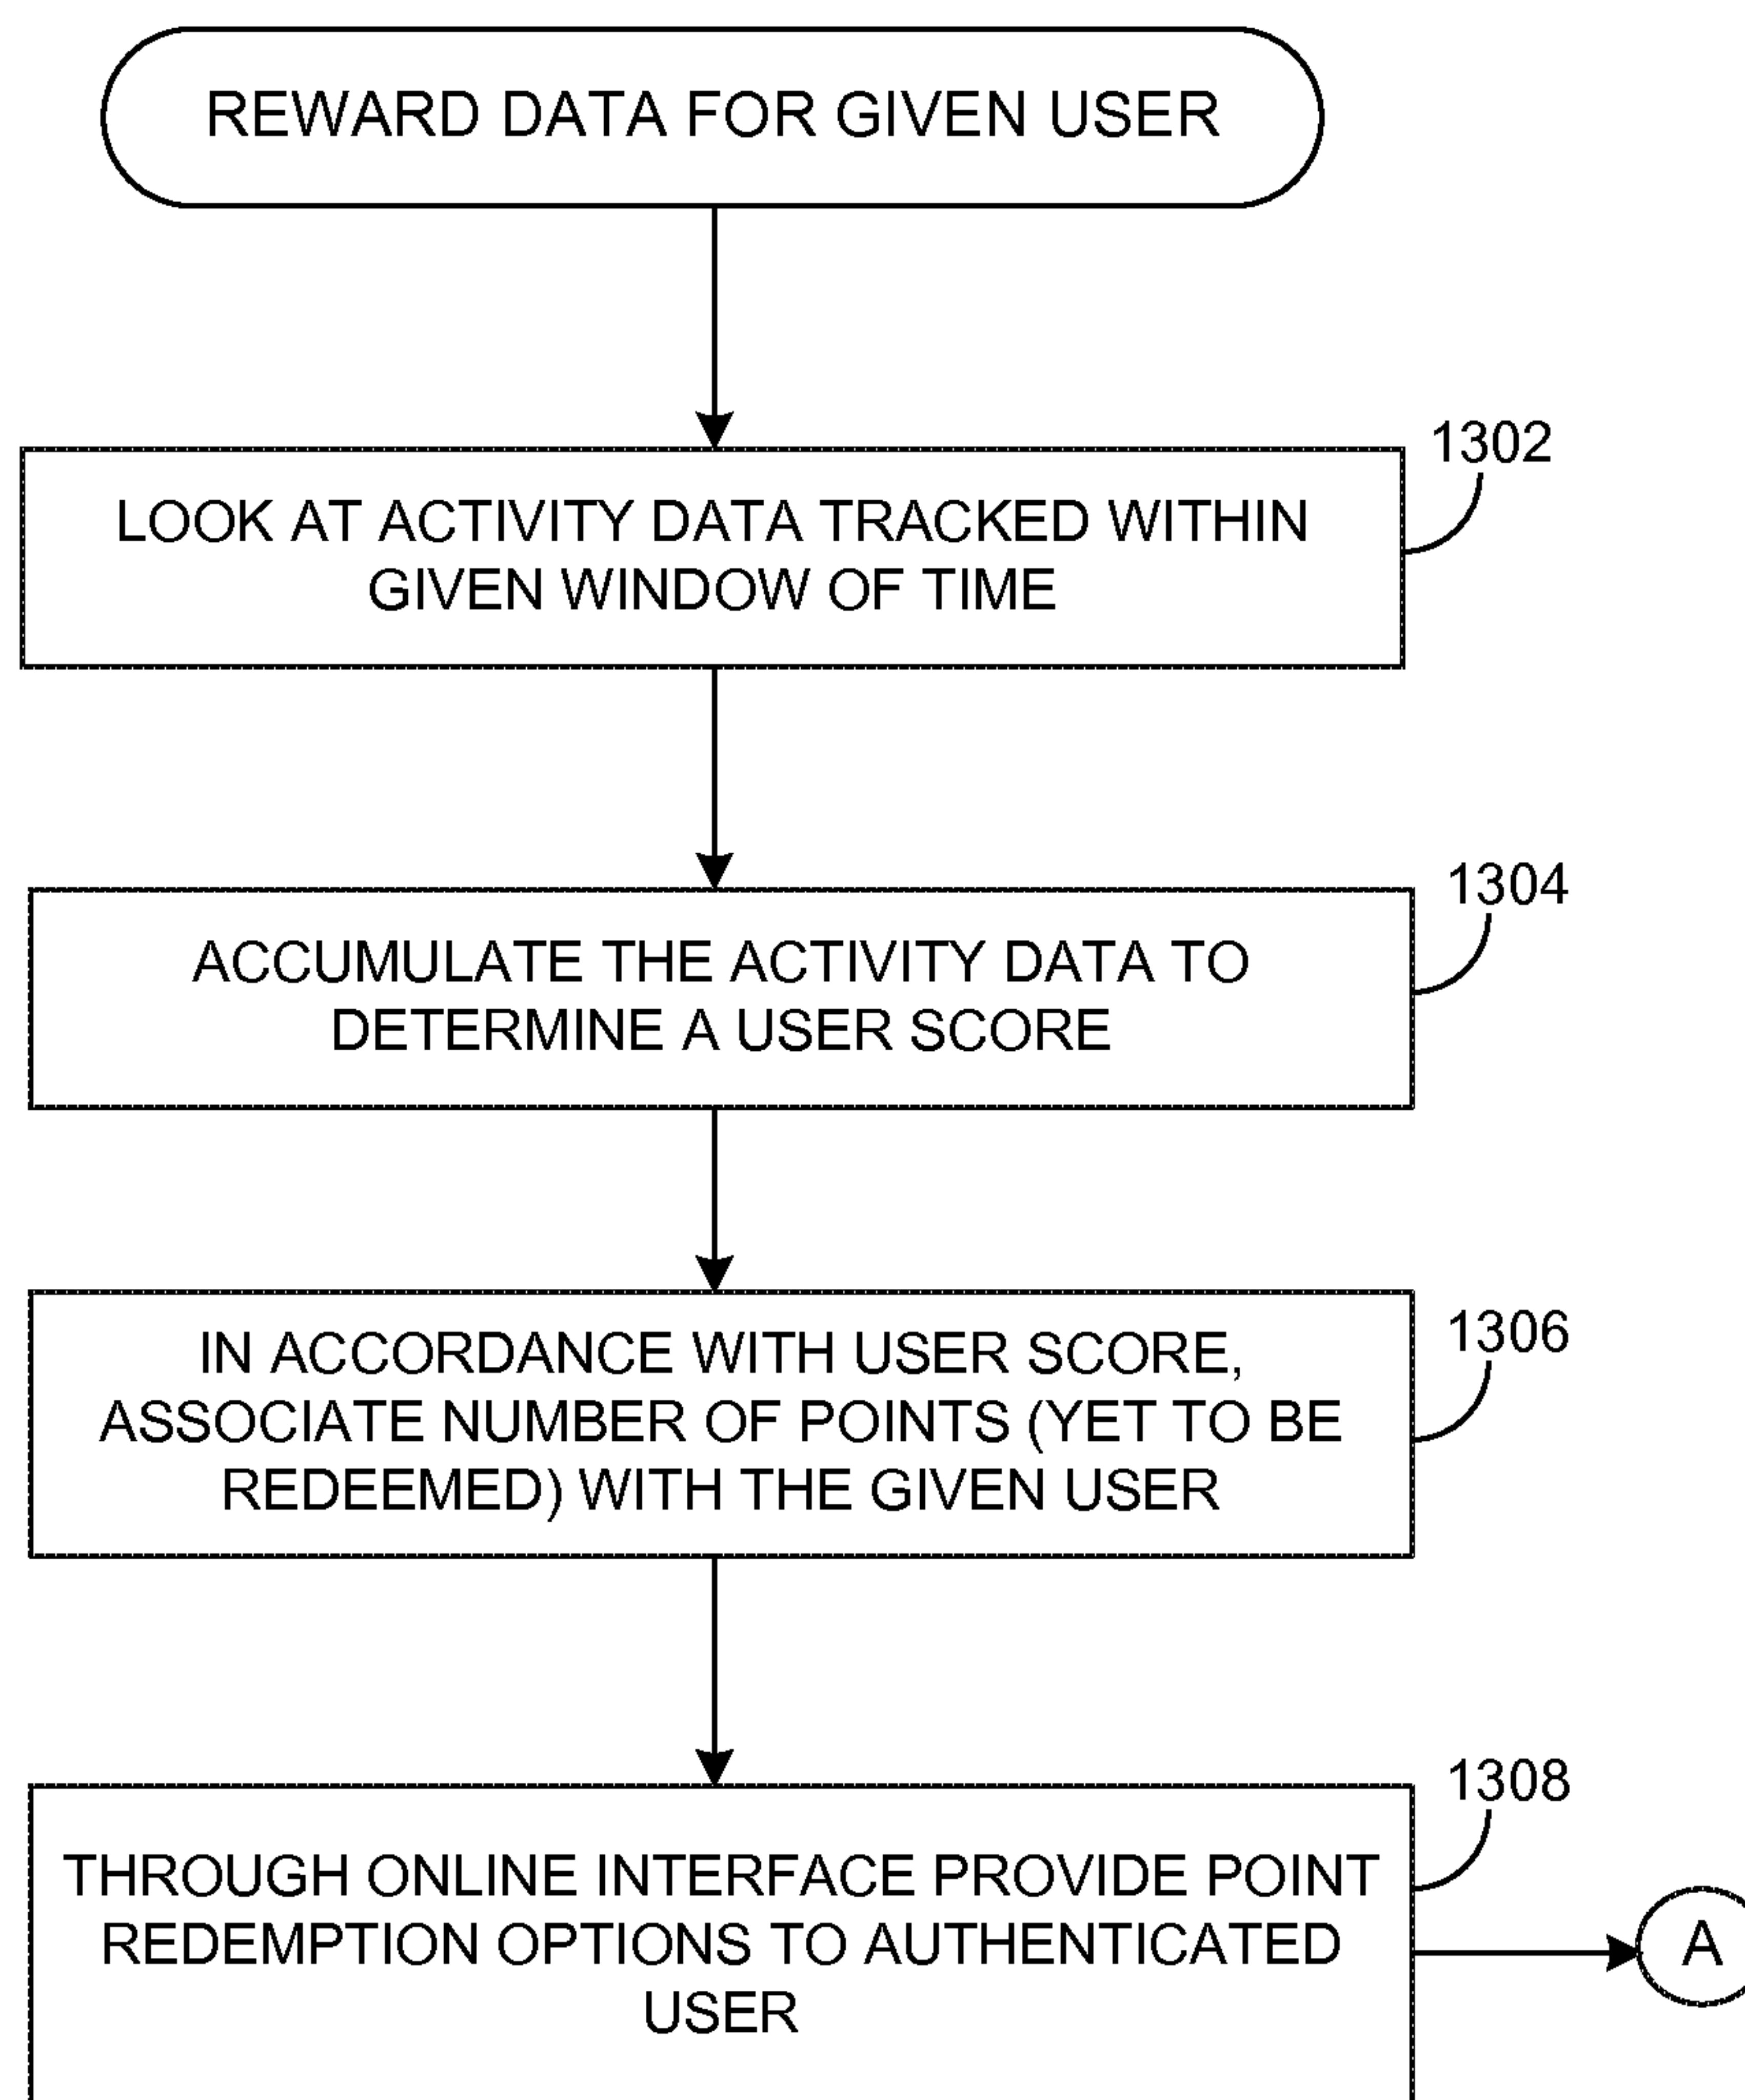 REWARD DATA FOR GIVEN USER
1302
LOOK AT ACTIVITY DATA TRACKED WITHIN
GIVEN WINDOW OF TIME
1304
ACCUMULATE THE ACTIVITY DATA TO
DETERMINE A USER SCORE
1306
IN ACCORDANCE WITH USER SCORE,
ASSOCIATE NUMBER OF POINTS (YET TO BE
REDEEMED) WITH THE GIVEN USER
1308
THROUGH ONLINE INTERFACE PROVIDE POINT
REDEMPTION OPTIONS TO AUTHENTICATED
USER
A